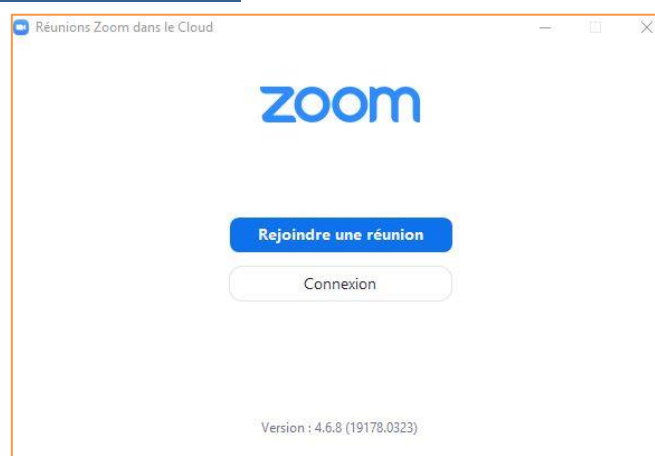 Réunions Zoom dans le Cloud
zoom
Rejoindre une réunion
Connexion
Version : 4.6.8 (19178.0323)